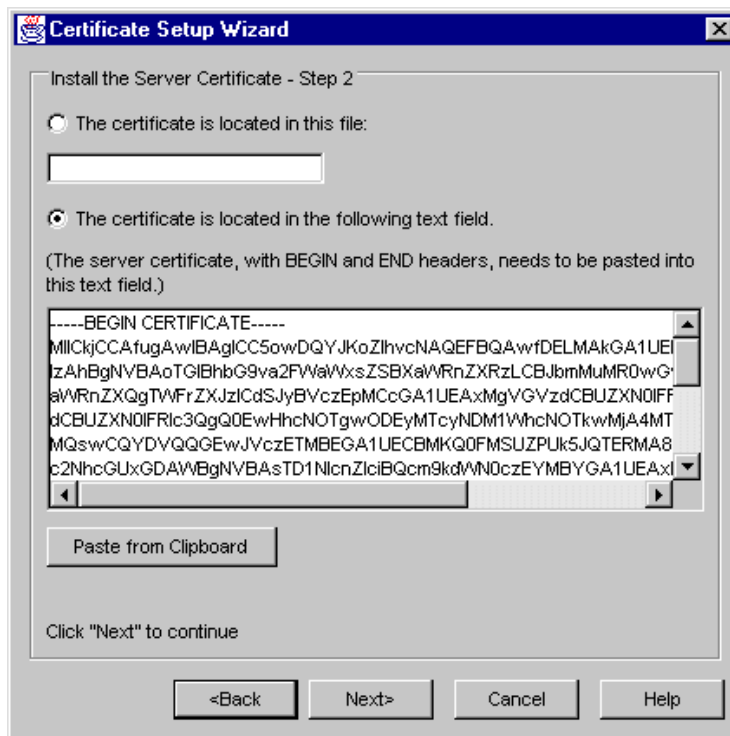 Certificate Setup Wizard
Install the Server Certificate - Step 2
The certificate is located in this file:
The certificate is located in the following text field.
(The server certificate, with BEGIN and END headers, needs to be pasted into
this text field.)
-----BEGIN CERTIFICATE-----
MIICkjCCAfugAwIBAgICC5owDQYJKoZIhvcNAQEFBQAwfDELMAkGA1UE
IzAhBgNVBAoTGlBhbG9va2FWaWxsZSBXaWRnZXRzLCBJbmMuMR0wG
aWRnZXQgTWFrZXJzICdSJyBVczEpMCcGA1UEAxMgVGVzdCBUZXN0IFF
dCBUZXN0IFRlc3QgQ0EwHhcNOTgwODEyMTcyNDM1WhcNOTkwMjA4MT
MQswCQYDVQQGEwJVczETMBEGA1UECBMKQ0FMSUZPUk5JQTERMA8
c2NhcGUxGDAWBgNVBAsTD1NlcnZlciBQcm9kdWN0czEYMBYGA1UEAx
Paste from Clipboard
Click "Next" to continue
<Back Next> Cancel Help